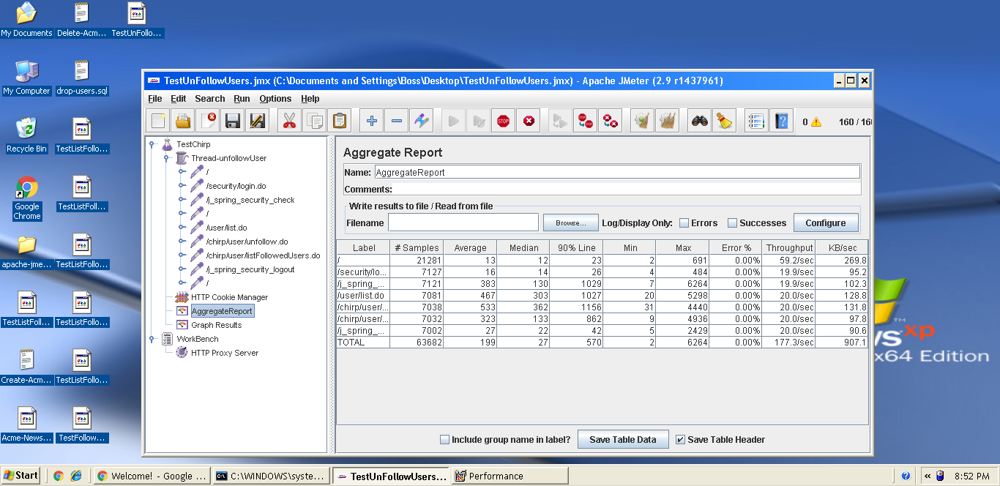 My Documents
Delete-Acm...
TestUnFollo...
My Computer
drop-users.sql
Recycle Bin
TestListFoll...
Google
Chrome
TestListFoll...
apache-jme...
TestListFollo...
TestListFoll...
TestListFollo...
Create-Acm...
TestListFollo...
Acme-News...
TestFollow...
TestUnFollowUsers.jmx (C:\Documents and Settings\Boss\Desktop\TestUnFollowUsers.jmx) - Apache JMeter (2.9 r1437961)
File Edit Search Run Options Help
STOP STOP STOP 0 160 / 16
TestChirp
Thread-unfollowUser
/
/security/login.do
/j_spring_security_check
/
/user/list.do
/chirp/user/unfollow.do
/chirp/user/listFollowedUsers.do
/j_spring_security_logout
/
HTTP Cookie Manager
AggregateReport
Graph Results
WorkBench
HTTP Proxy Server
Aggregate Report
Name: AggregateReport
Comments:
Write results to file / Read from file
Filename Browse... Log/Display Only: Errors Successes Configure
Label # Samples Average Median 90% Line Min Max Error % Throughput KB/sec
/ 21281 13 12 23 2 691 0.00% 59.2/sec 269.8
/security/lo... 7127 16 14 26 4 484 0.00% 19.9/sec 95.2
/j_spring_... 7121 383 130 1029 7 6264 0.00% 19.9/sec 102.3
/user/list.do 7081 467 303 1027 20 5298 0.00% 20.0/sec 128.8
/chirp/user/... 7038 533 362 1156 31 4440 0.00% 20.0/sec 131.8
/chirp/user/... 7032 323 133 862 9 4936 0.00% 20.0/sec 97.8
/j_spring_... 7002 27 22 42 5 2429 0.00% 20.0/sec 90.6
TOTAL 63682 199 27 570 2 6264 0.00% 177.3/sec 907.1
Include group name in label? Save Table Data Save Table Header
TM
ws xp
x64 Edition
Start Welcome! - Google ... C:\WINDOWS\syste... TestUnFollowUsers... Performance ? « 8:52 PM